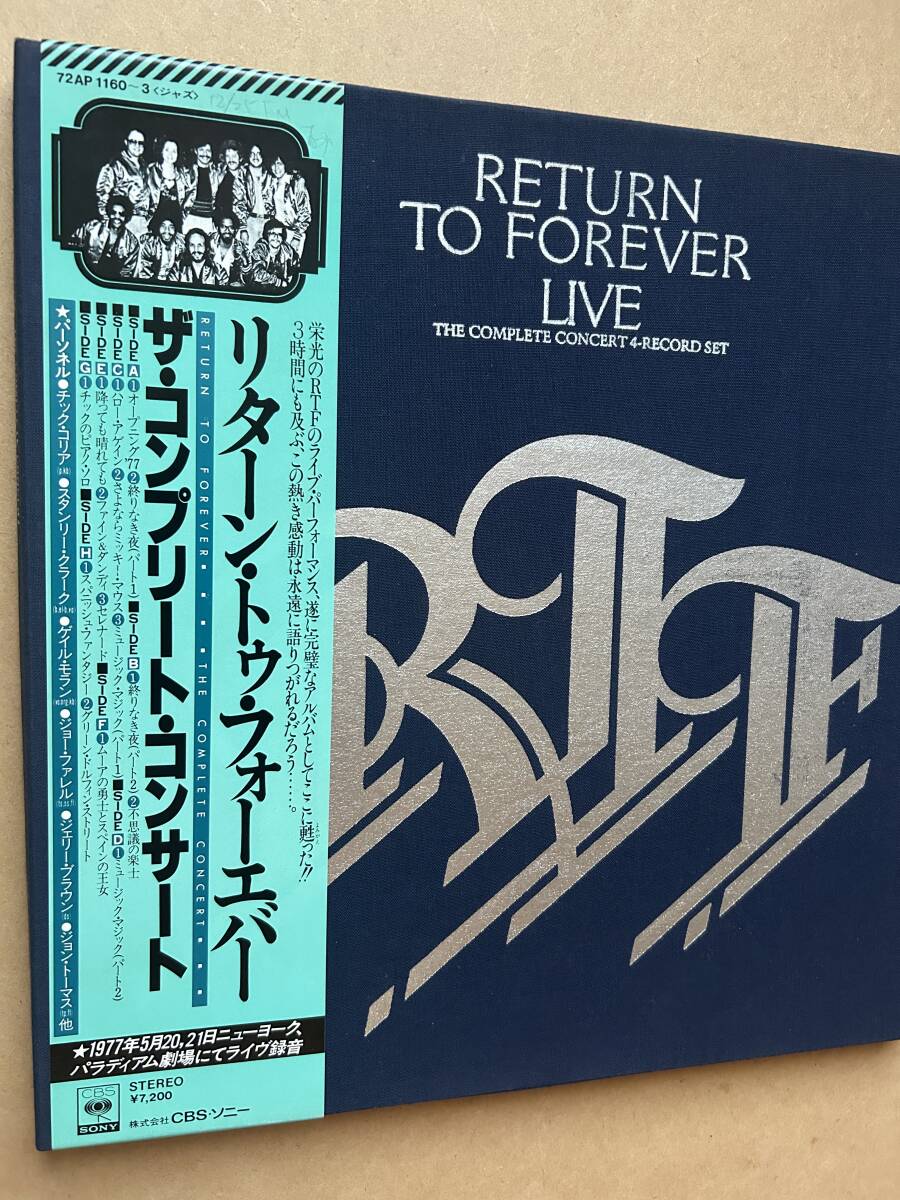 72AP 1160~3〈ジャズ〉
RETURN
TO FOREVER
LIVE
THE COMPLETE CONCERT 4-RECORD SET
RTF
栄光のRTFのライブ・パーフォーマンス、遂に完璧なアルバムとしてここに甦った!!
3時間にも及ぶ、この熱き感動は永遠に語りつがれるだろう……。
リターン・トゥ・フォーエバー
RETURN TO FOREVER ■ ■ ■ ■ THE COMPLETE CONCERT ■ ■
ザ・コンプリート・コンサート
■SIDE A ①オープニング'77 ②終りなき夜(パート1) ■SIDE B ①終りなき夜(パート2) ②不思議の楽士
■SIDE C ①ハロー・アゲイン ②さよならミッキー・マウス ③ミュージック・マジック(パート1) ■SIDE D ①ミュージック・マジック(パート2)
■SIDE E ①降っても晴れても ②ファイン&ダンディ ③セレナード ■SIDE F ①ムーアの勇士とスペインの王女
■SIDE G ①チックのピアノ・ソロ ■SIDE H ①スパニッシュ・ファンタジー ②グリーン・ドルフィン・ストリート
★パーソネル●チック・コリア(p,kb)●スタンリー・クラーク(b,el-b,vo)●ゲイル・モラン(vo,org,kb)●ジョー・ファレル(ts,ss,fl)●ジェリー・ブラウン(ds)●ジョン・トーマス(tp,fl)他
★1977年5月20,21日ニューヨーク、
パラディアム劇場にてライヴ録音
CBS
SONY
STEREO
¥7,200
株式会社CBS・ソニー